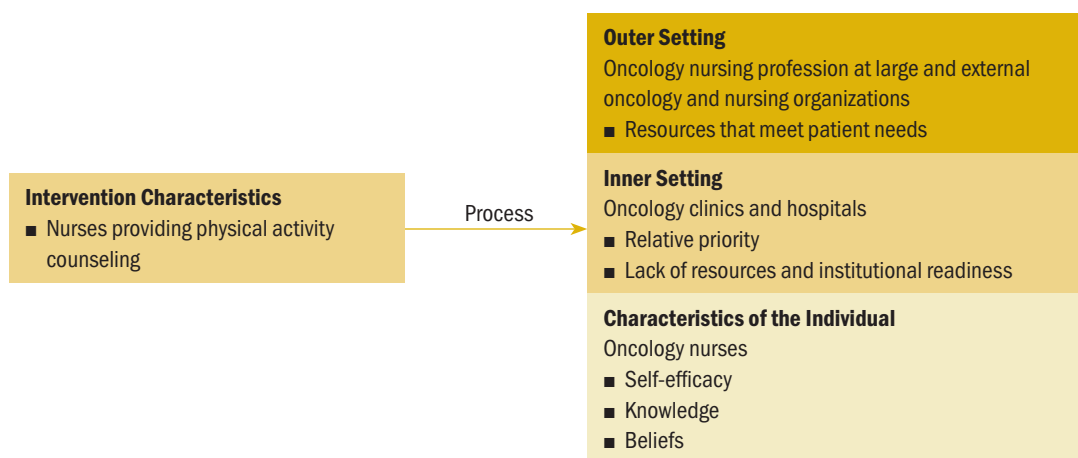 Intervention Characteristics
■ Nurses providing physical activity
counseling
Process
Outer Setting
Oncology nursing profession at large and external
oncology and nursing organizations
■ Resources that meet patient needs
Inner Setting
Oncology clinics and hospitals
■ Relative priority
■ Lack of resources and institutional readiness
Characteristics of the Individual
Oncology nurses
■ Self-efficacy
■ Knowledge
■ Beliefs